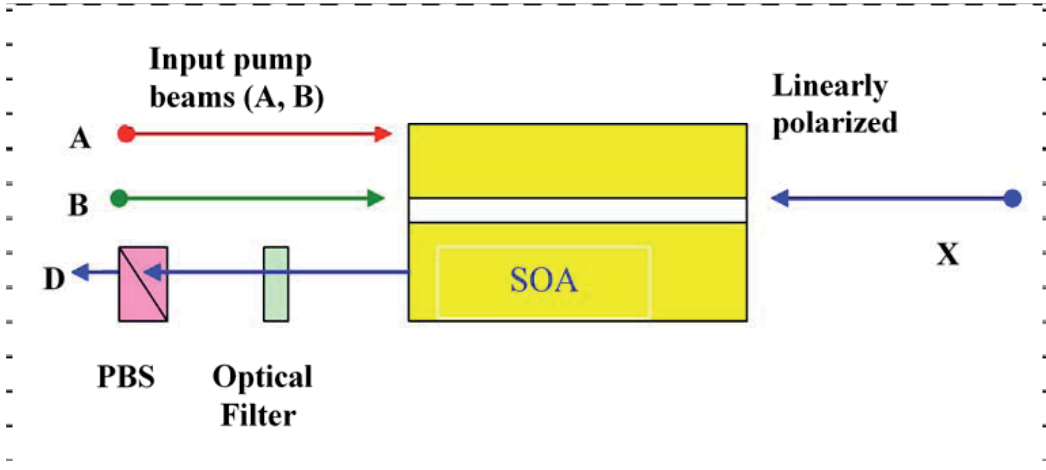 Input pump
beams (A, B)
Linearly
polarized
A
B
X
D
SOA
PBS
Optical
Filter